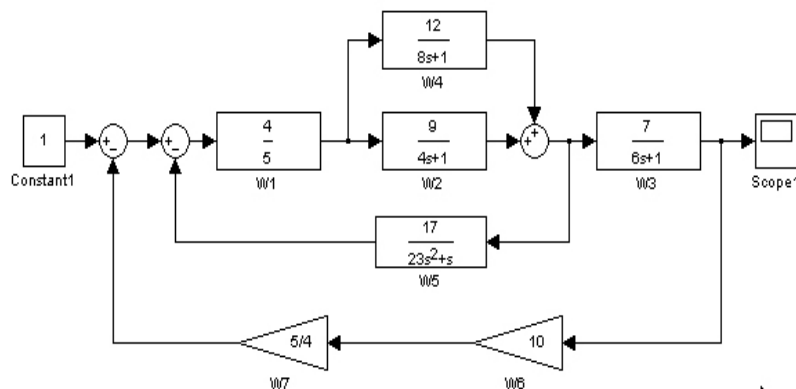 12
8s+1
W4
1
Constant1
+
−
+
−
4
5
W1
9
4s+1
W2
+
+
7
6s+1
W3
Scope1
17
23s²+s
W5
5/4
W7
10
W6